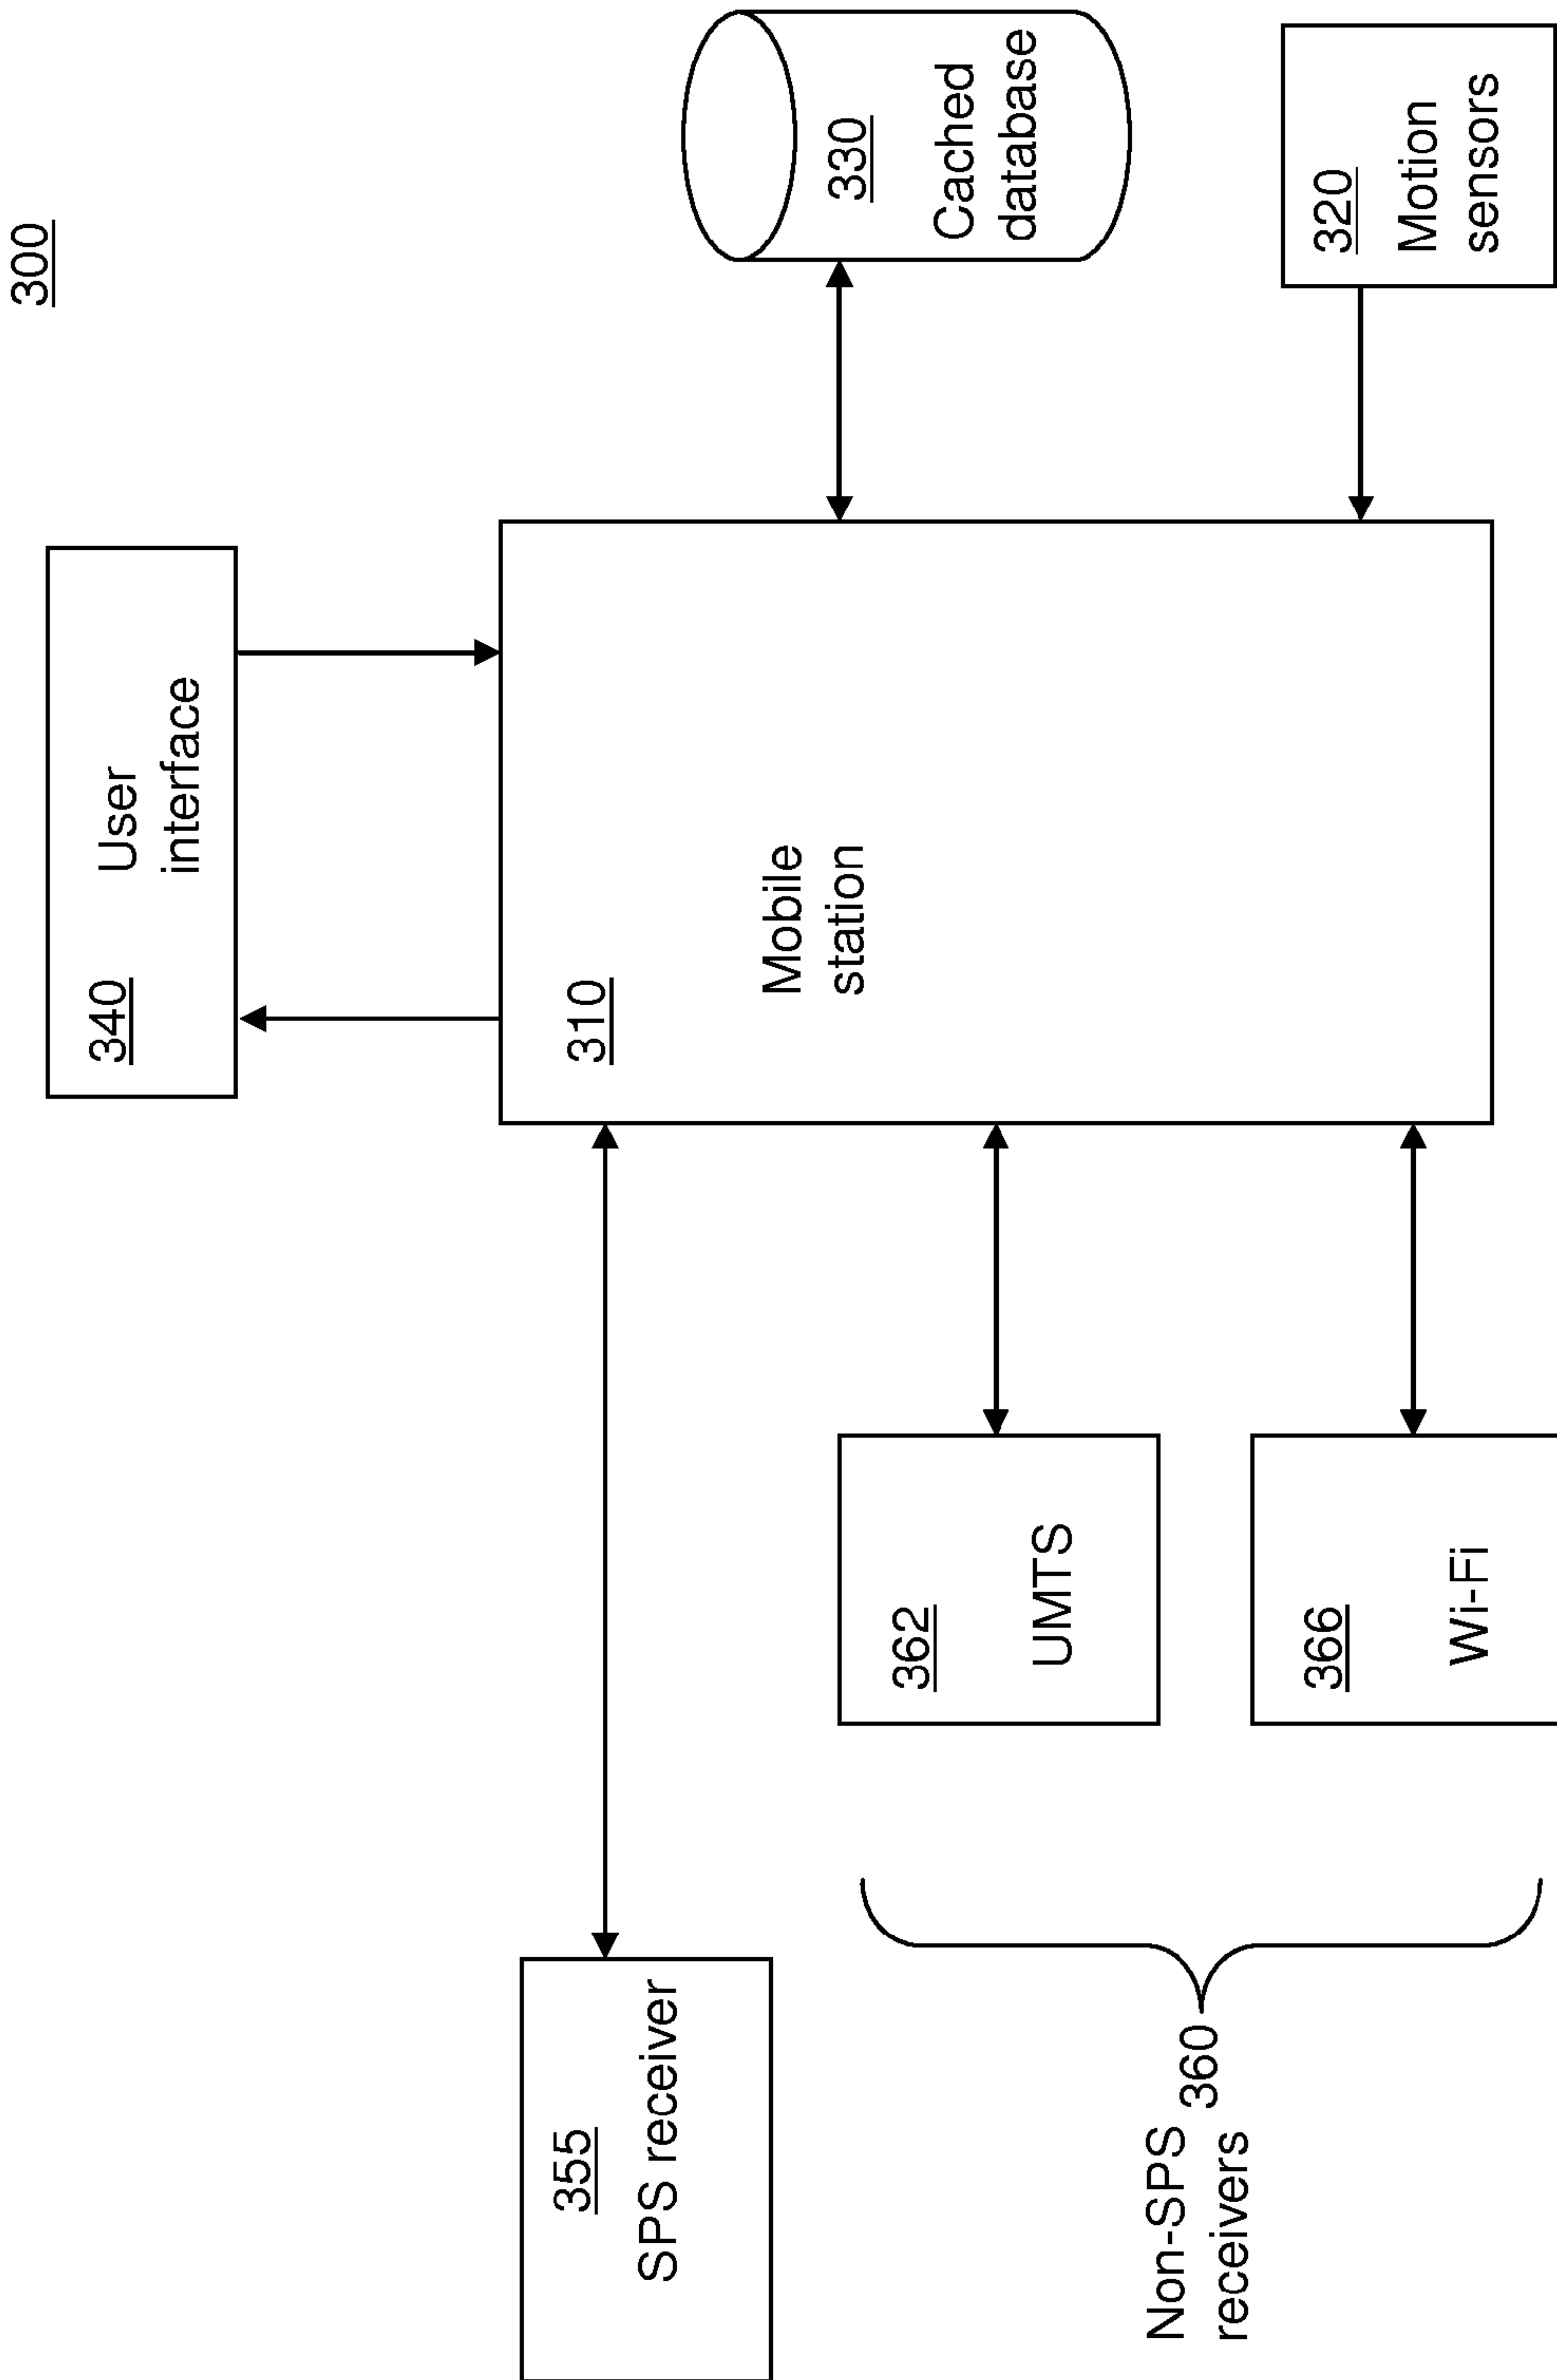 300
340
User
interface
310
Mobile
station
330
Cached
database
320
Motion
sensors
355
SPS receiver
362
UMTS
366
Wi-Fi
Non-SPS 360
receivers